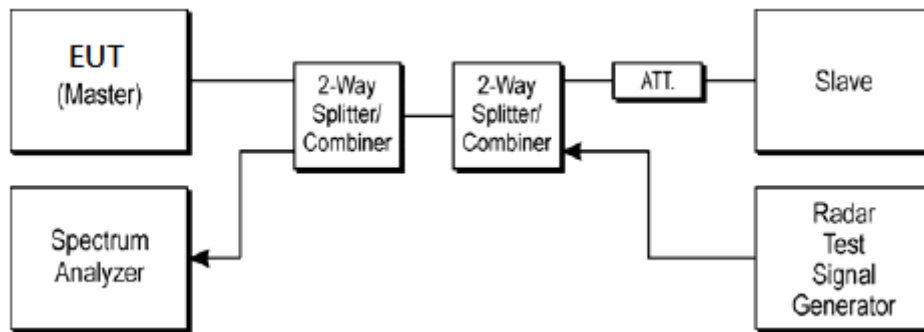 EUT
(Master)
2-Way
Splitter/
Combiner
2-Way
Splitter/
Combiner
ATT.
Slave
Spectrum
Analyzer
Radar
Test
Signal
Generator